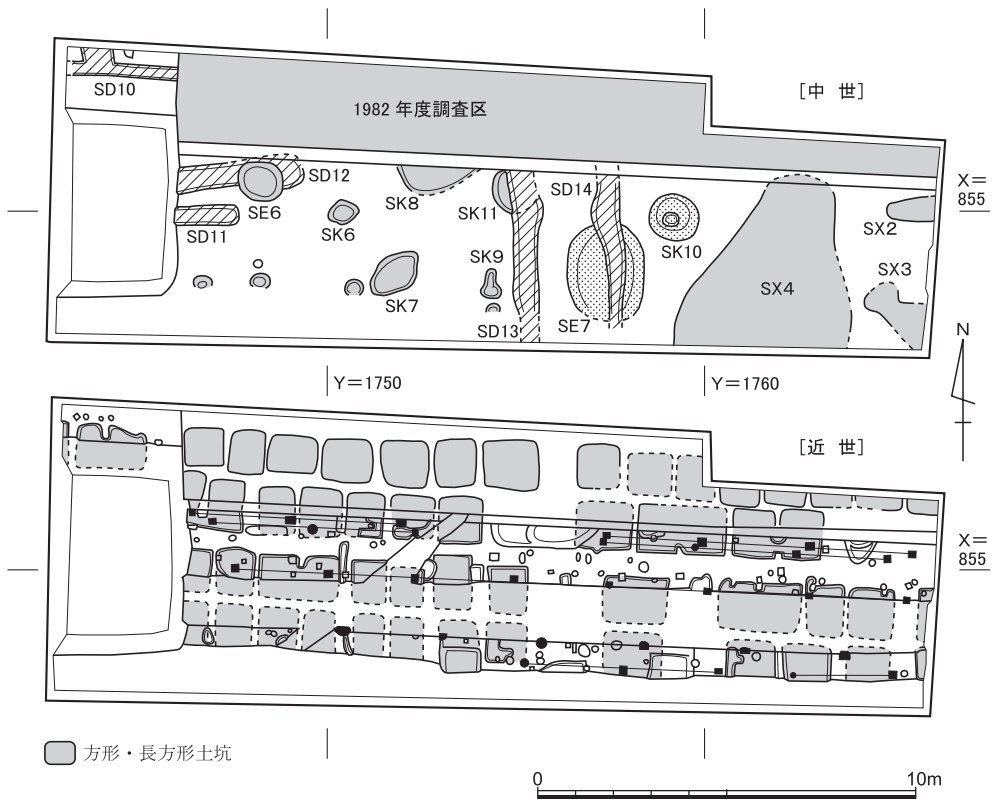 [中 世]
SD10
1982 年度調査区
SD12
SE6
SD11
SK6
SK8
SK11
SD14
SK10
X=
855
SX2
SK9
SX3
SK7
SX4
SD13
SE7
N
Y=1750
Y=1760
[近 世]
X=
855
方形・長方形土坑
0
10m